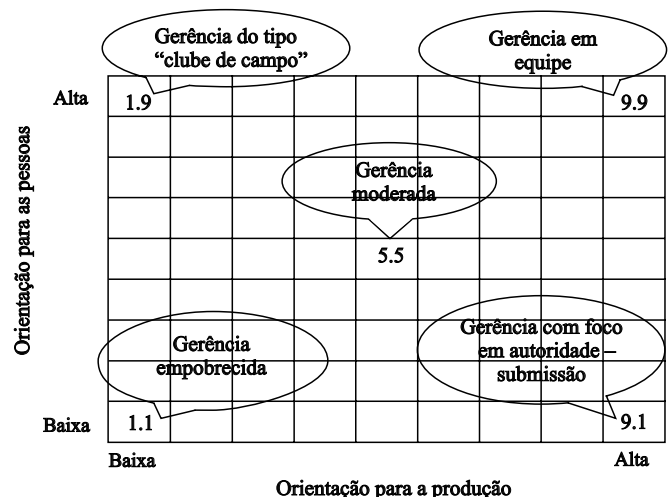 Gerência do tipo
“clube de campo”
Gerência em
equipe
Alta
1.9
9.9
Orientação para as pessoas
Gerência
moderada
5.5
Gerência
empobrecida
Gerência com foco
em autoridade –
submissão
Baixa
1.1
9.1
Baixa
Alta
Orientação para a produção